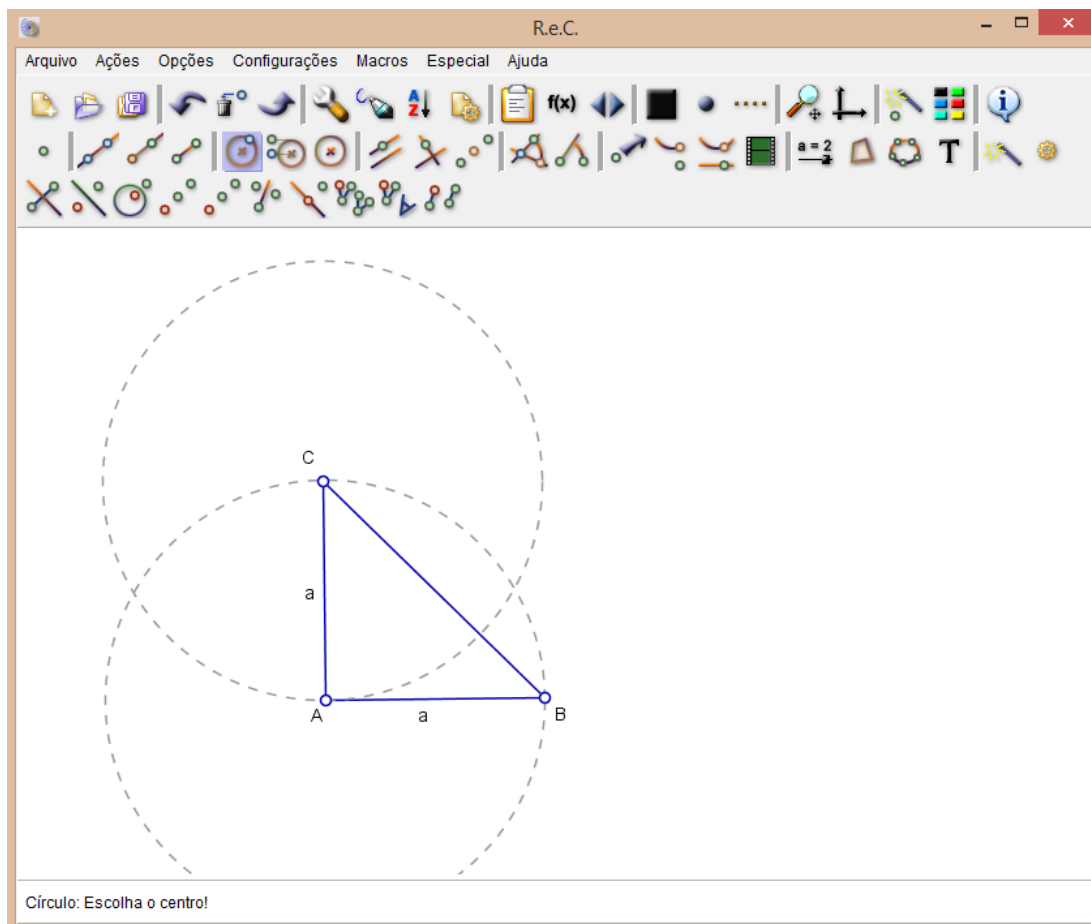 R.e.C.
Arquivo Ações Opções Configurações Macros Especial Ajuda
A
Z
f(x)
i
a = 2
T
C
a
A
a
B
Círculo: Escolha o centro!